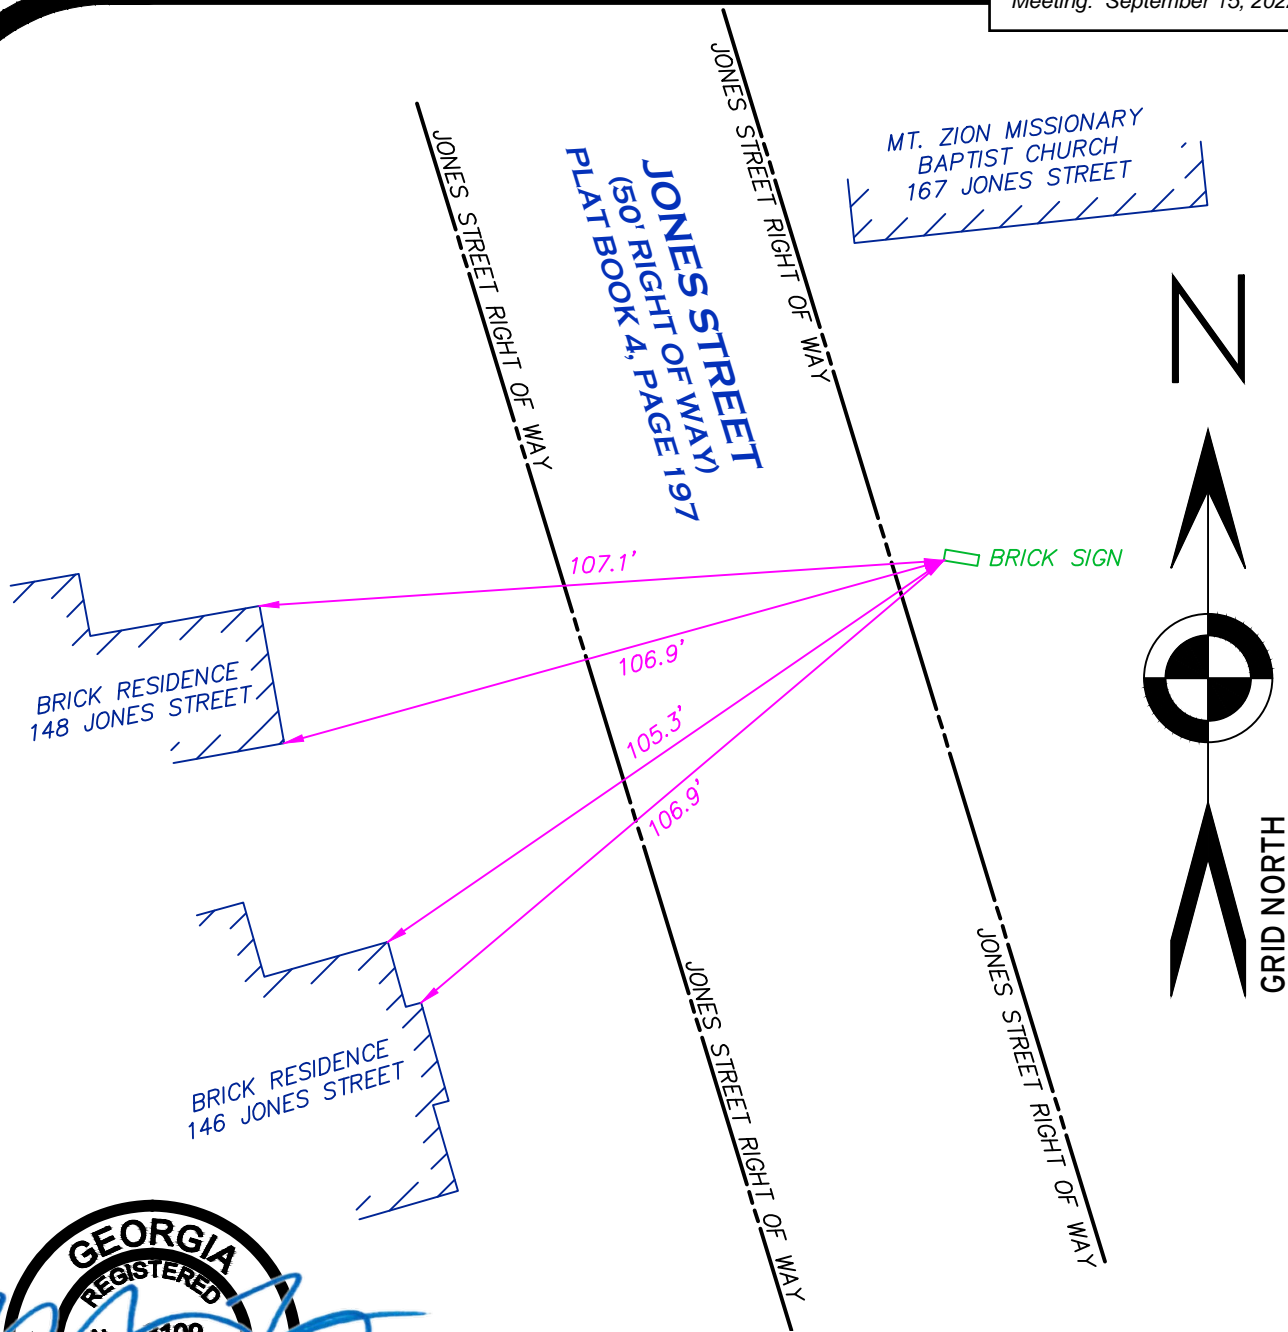 Meeting: September 15, 2022
JONES STREET RIGHT OF WAY
JONES STREET RIGHT OF WAY
MT. ZION MISSIONARY
BAPTIST CHURCH
167 JONES STREET
JONES STREET
(50' RIGHT OF WAY)
PLAT BOOK 4, PAGE 197
N
107.1'
BRICK SIGN
106.9'
BRICK RESIDENCE
148 JONES STREET
105.3'
106.9'
GRID NORTH
JONES STREET RIGHT OF WAY
JONES STREET RIGHT OF WAY
BRICK RESIDENCE
146 JONES STREET
GEORGIA
REGISTERED